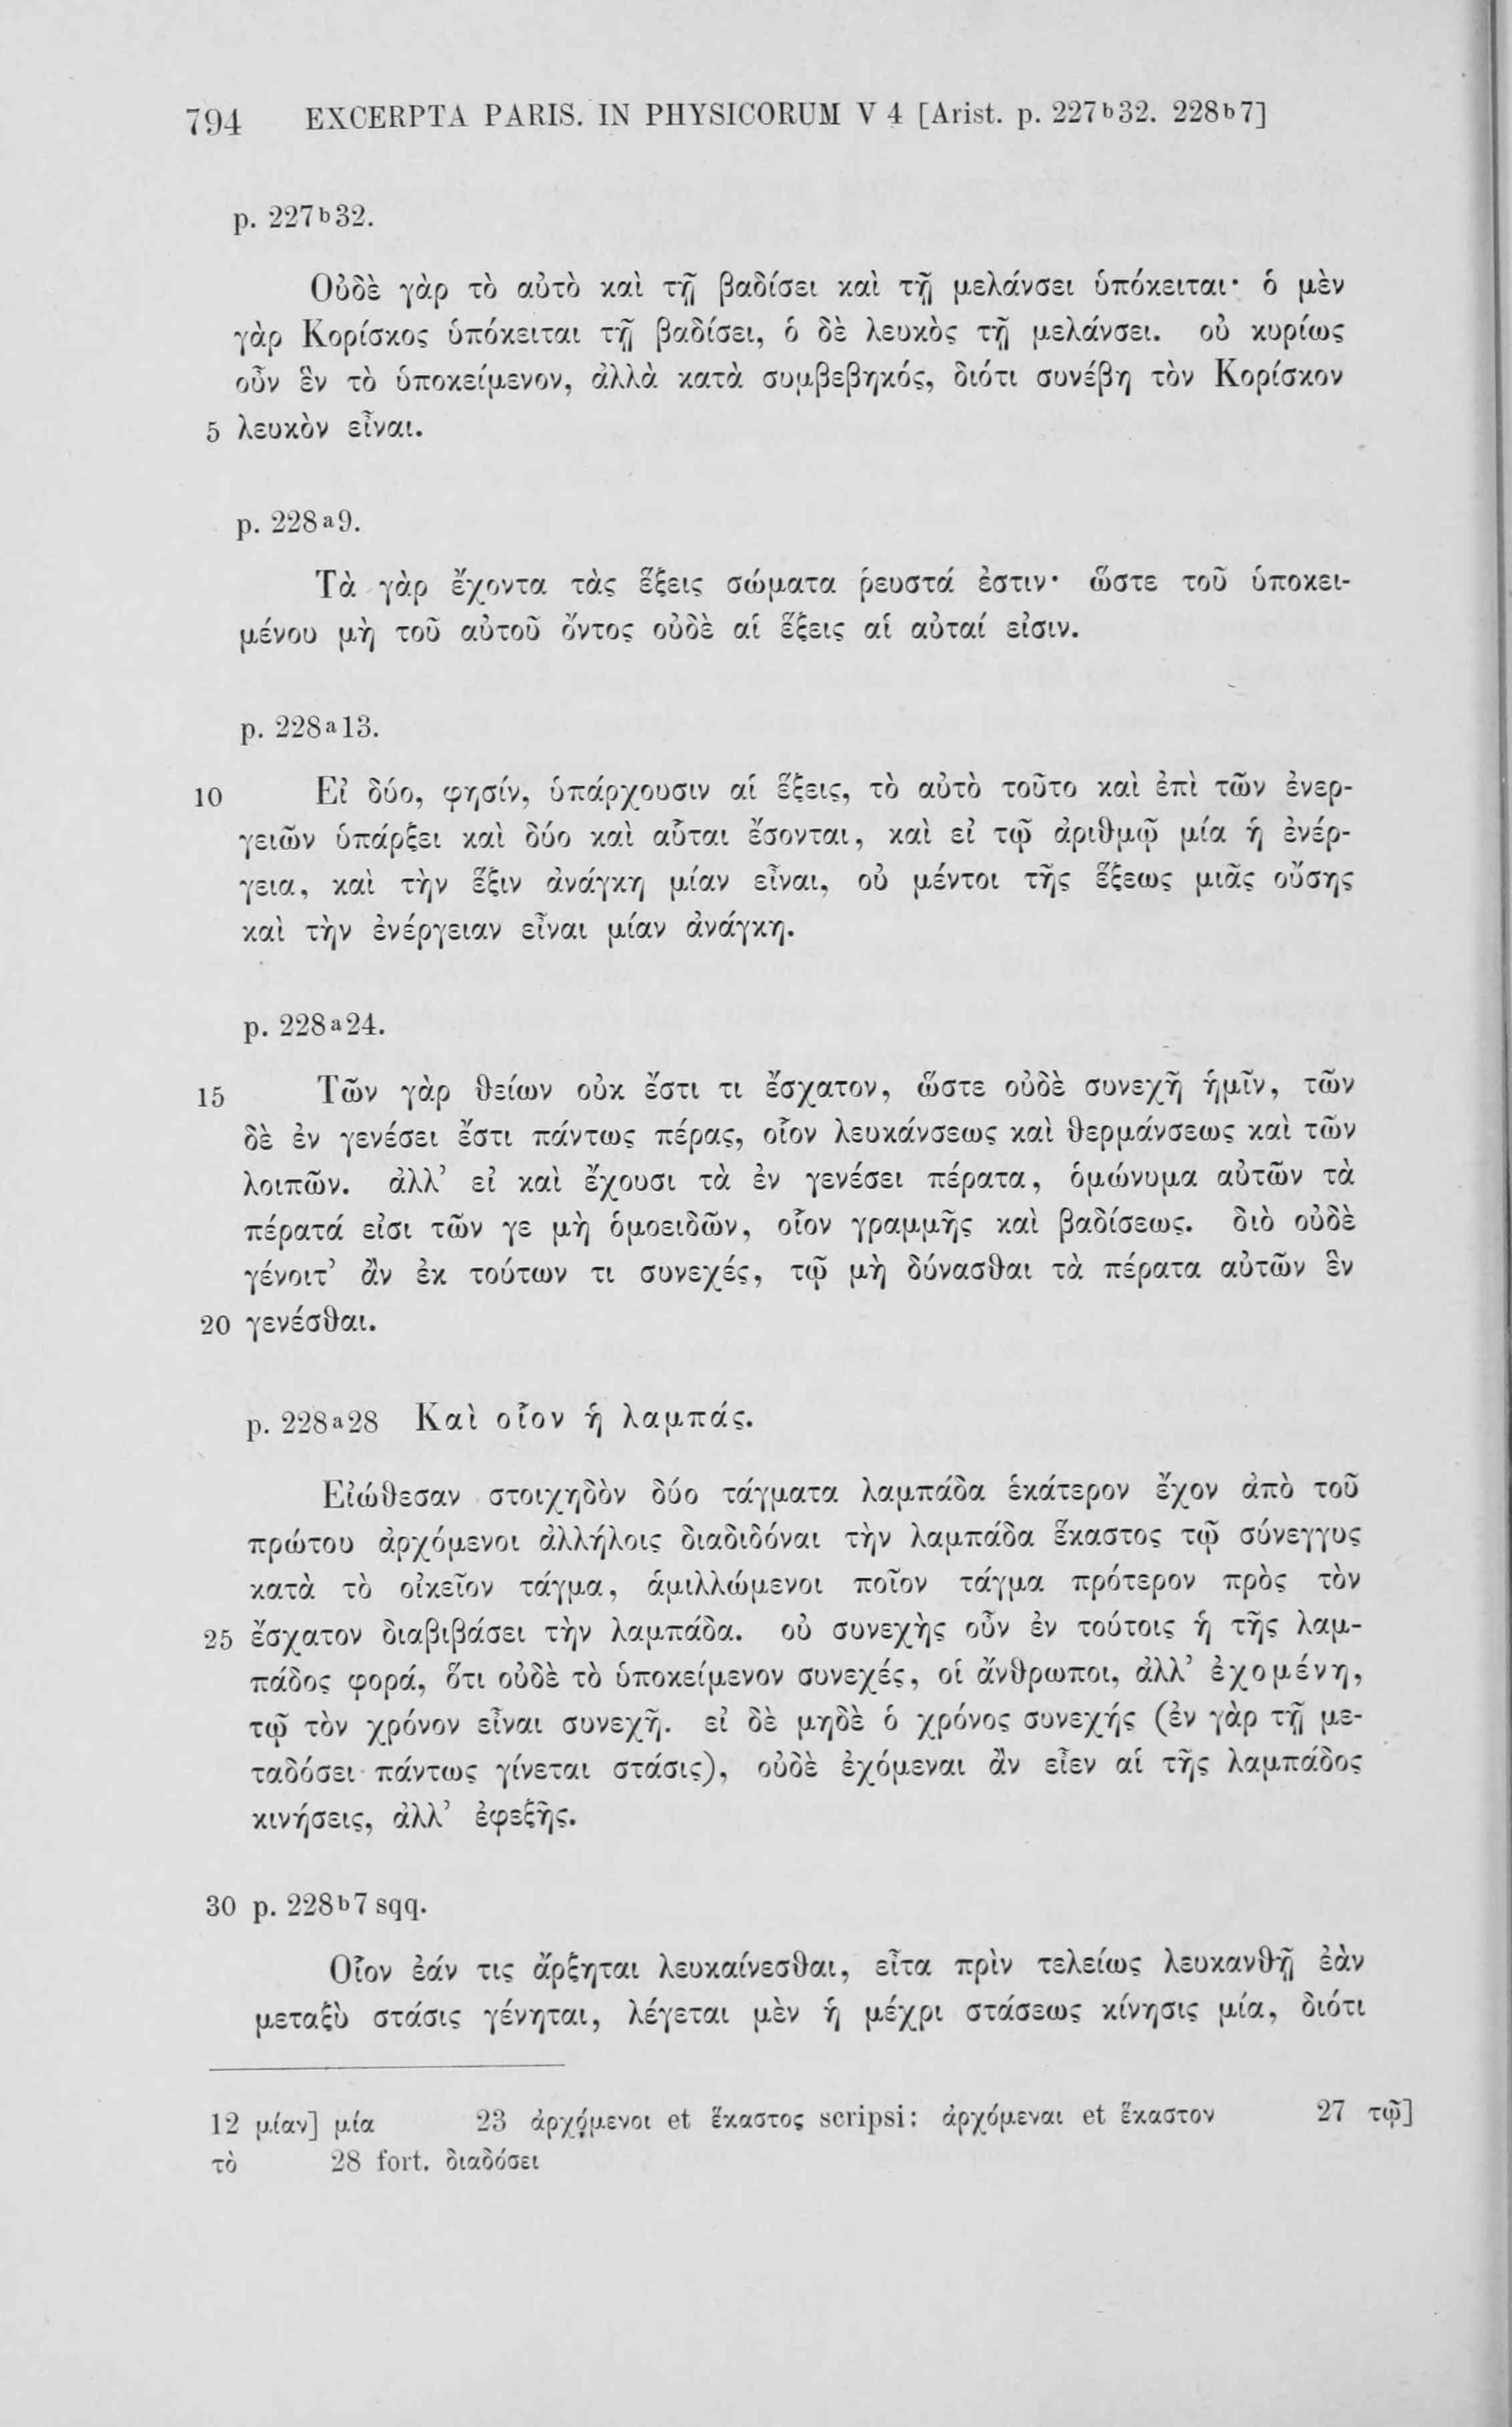 794 EXCERPTA PARIS. IN PHYSICORUM V 4 [Arist. p. 227b32. 228b7]
p. 227b32.
Οὐδὲ γὰρ τὸ αὐτὸ καὶ τῇ βαδίσει καὶ τῇ μελάνσει ὑπόκειται· ὁ μὲν
γὰρ Κορίσκος ὑπόκειται τῇ βαδίσει, ὁ δὲ λευκὸς τῇ μελάνσει. οὐ κυρίως
οὖν ἓν τὸ ὑποκείμενον, ἀλλὰ κατὰ συμβεβηκός, διότι συνέβη τὸν Κορίσκον
5 λευκὸν εἶναι.
p. 228a9.
Τὰ γὰρ ἔχοντα τὰς ἕξεις σώματα ῥευστά ἐστιν· ὥστε τοῦ ὑποκει-
μένου μὴ τοῦ αὐτοῦ ὄντος οὐδὲ αἱ ἕξεις αἱ αὐταί εἰσιν.
p. 228a13.
10 Εἰ δύο, φησίν, ὑπάρχουσιν αἱ ἕξεις, τὸ αὐτὸ τοῦτο καὶ ἐπὶ τῶν ἐνερ-
γειῶν ὑπάρξει καὶ δύο καὶ αὗται ἔσονται, καὶ εἰ τῷ ἀριθμῷ μία ἡ ἐνέρ-
γεια, καὶ τὴν ἕξιν ἀνάγκη μίαν εἶναι, οὐ μέντοι τῆς ἕξεως μιᾶς οὔσης
καὶ τὴν ἐνέργειαν εἶναι μίαν ἀνάγκη.
p. 228a24.
15 Τῶν γὰρ θείων οὐκ ἔστι τι ἔσχατον, ὥστε οὐδὲ συνεχῆ ἡμῖν, τῶν
δὲ ἐν γενέσει ἔστι πάντως πέρας, οἷον λευκάνσεως καὶ θερμάνσεως καὶ τῶν
λοιπῶν. ἀλλ’ εἰ καὶ ἔχουσι τὰ ἐν γενέσει πέρατα, ὁμώνυμα αὐτῶν τὰ
πέρατά εἰσι τῶν γε μὴ ὁμοειδῶν, οἷον γραμμῆς καὶ βαδίσεως. διὸ οὐδὲ
γένοιτ’ ἂν ἐκ τούτων τι συνεχές, τῷ μὴ δύνασθαι τὰ πέρατα αὐτῶν ἓν
20 γενέσθαι.
p. 228a28 Καὶ οἷον ἡ λαμπάς.
Εἰώθεσαν στοιχηδὸν δύο τάγματα λαμπάδα ἑκάτερον ἔχον ἀπὸ τοῦ
πρώτου ἀρχόμενοι ἀλλήλοις διαδιδόναι τὴν λαμπάδα ἕκαστος τῷ σύνεγγυς
κατὰ τὸ οἰκεῖον τάγμα, ἁμιλλώμενοι ποῖον τάγμα πρότερον πρὸς τὸν
25 ἔσχατον διαβιβάσει τὴν λαμπάδα. οὐ συνεχὴς οὖν ἐν τούτοις ἡ τῆς λαμ-
πάδος φορά, ὅτι οὐδὲ τὸ ὑποκείμενον συνεχές, οἱ ἄνθρωποι, ἀλλ’ ἐχομένη,
τῷ τὸν χρόνον εἶναι συνεχῆ. εἰ δὲ μηδὲ ὁ χρόνος συνεχής (ἐν γὰρ τῇ με-
ταδόσει πάντως γίνεται στάσις), οὐδὲ ἐχόμεναι ἂν εἶεν αἱ τῆς λαμπάδος
κινήσεις, ἀλλ’ ἐφεξῆς.
30 p. 228b7 sqq.
Οἷον ἐάν τις ἄρξηται λευκαίνεσθαι, εἶτα πρὶν τελείως λευκανθῇ ἐὰν
μεταξὺ στάσις γένηται, λέγεται μὲν ἡ μέχρι στάσεως κίνησις μία, διότι
12 μίαν] μία 23 ἀρχόμενοι et ἕκαστος scripsi: ἀρχόμεναι et ἕκαστον 27 τῷ]
τὸ 28 fort. διαδόσει